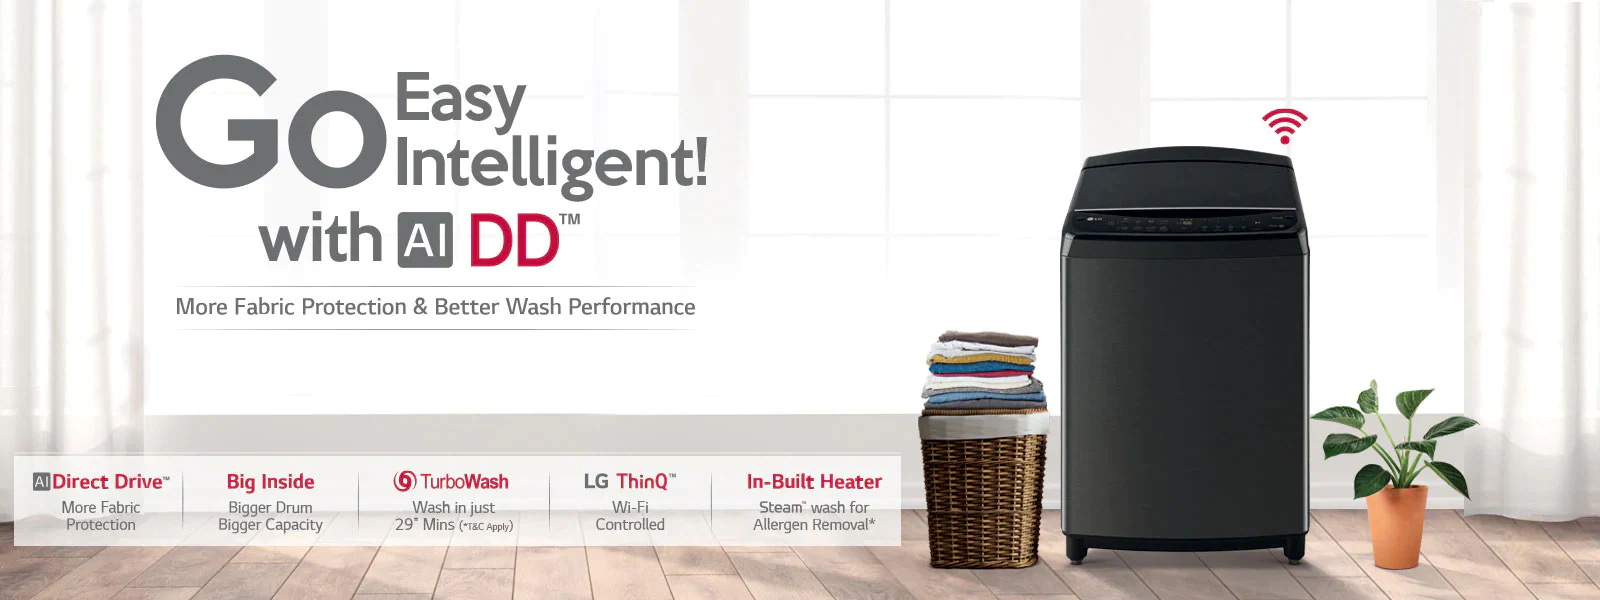 Go Easy
Intelligent!
with AI DD™
More Fabric Protection & Better Wash Performance
AI Direct Drive™
More Fabric
Protection
Big Inside
Bigger Drum
Bigger Capacity
TurboWash
Wash in just
29* Mins (*T&C Apply)
LG ThinQ™
Wi-Fi
Controlled
In-Built Heater
Steam™ wash for
Allergen Removal*
LG